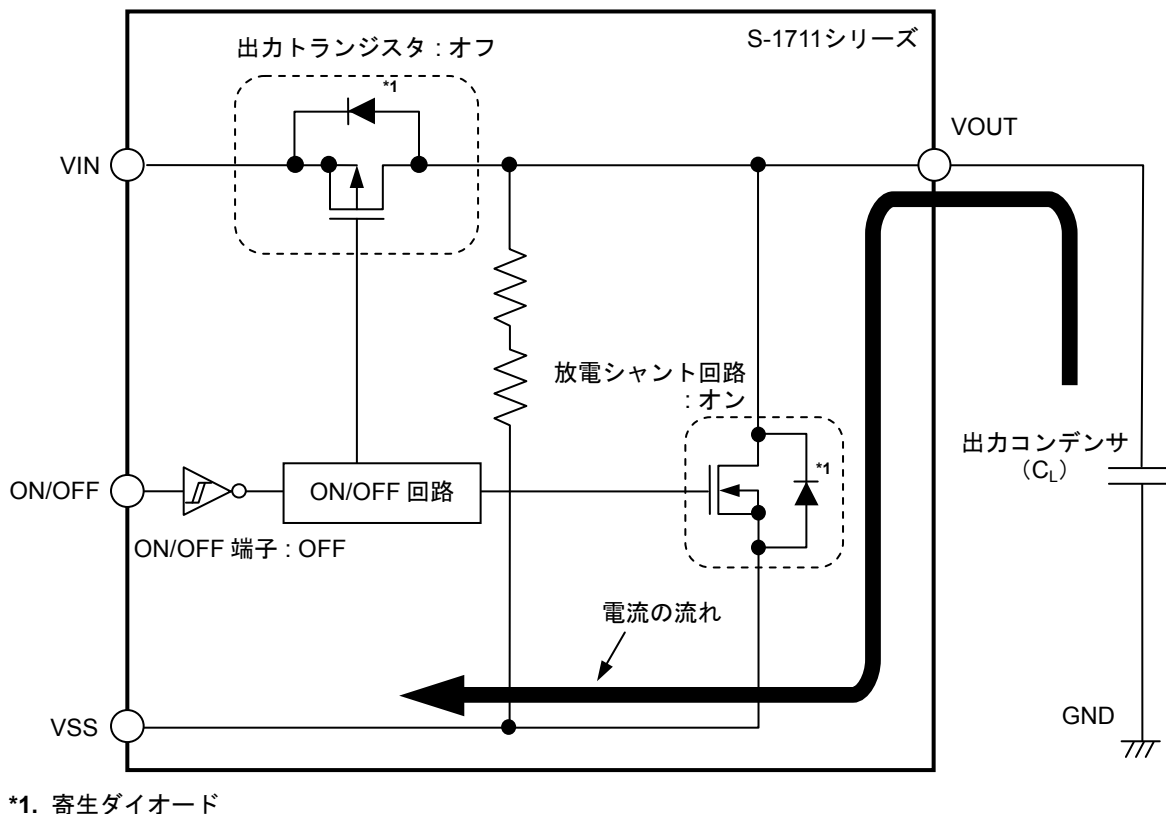 S-1711シリーズ
出力トランジスタ : オフ
*1
VOUT
VIN
放電シャント回路
: オン
*1
出力コンデンサ
（CL）
ON/OFF
ON/OFF 回路
ON/OFF 端子 : OFF
電流の流れ
VSS
GND
*1. 寄生ダイオード